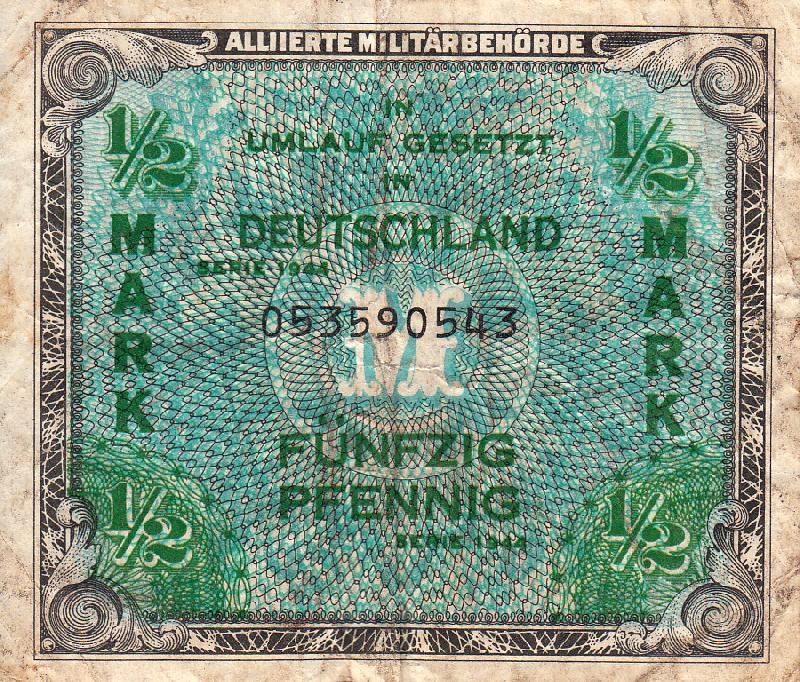 ALLIIERTE MILITÄRBEHÖRDE
1/2 1/2
IN
UMLAUF GESETZT
IN
DEUTSCHLAND
MARK MARK
SERIE 1944
M
053590543
FÜNFZIG
PFENNIG
1/2 1/2
SERIE 1944